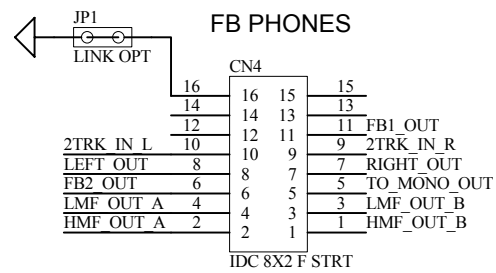 JP1
FB PHONES
LINK OPT
CN4
16 16 15 15
14 14 13 13
12 12 11 11 FB1_OUT
2TRK_IN_L 10 10 9 9 2TRK_IN_R
LEFT_OUT 8 8 7 7 RIGHT_OUT
FB2_OUT 6 6 5 5 TO_MONO_OUT
LMF_OUT_A 4 4 3 3 LMF_OUT_B
HMF_OUT_A 2 2 1 1 HMF_OUT_B
IDC 8X2 F STRT